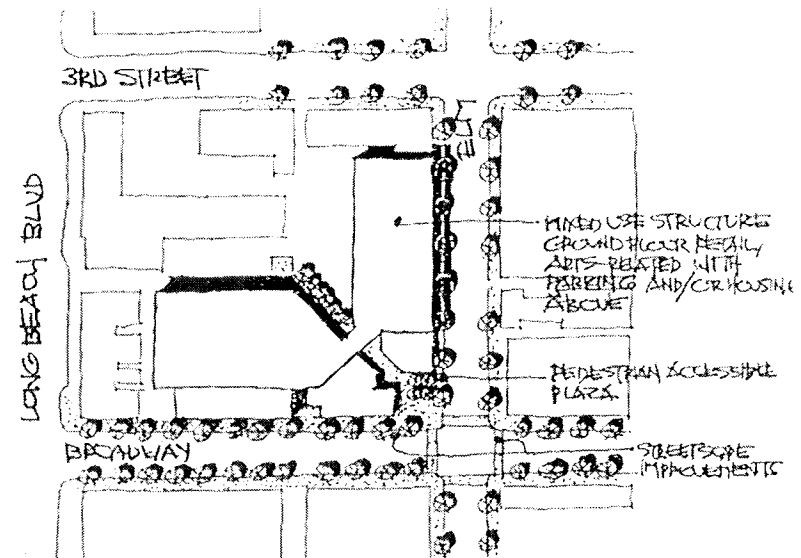 3RD STREET
LONG BEACH BLVD
ELM
MIXED USE STRUCTURE
GROUND FLOOR RETAIL,
ARTS-RELATED WITH
PARKING AND/OR HOUSING
ABOVE
PEDESTRIAN ACCESSIBLE
PLAZA
BROADWAY
STREETSCAPE
IMPROVEMENTS